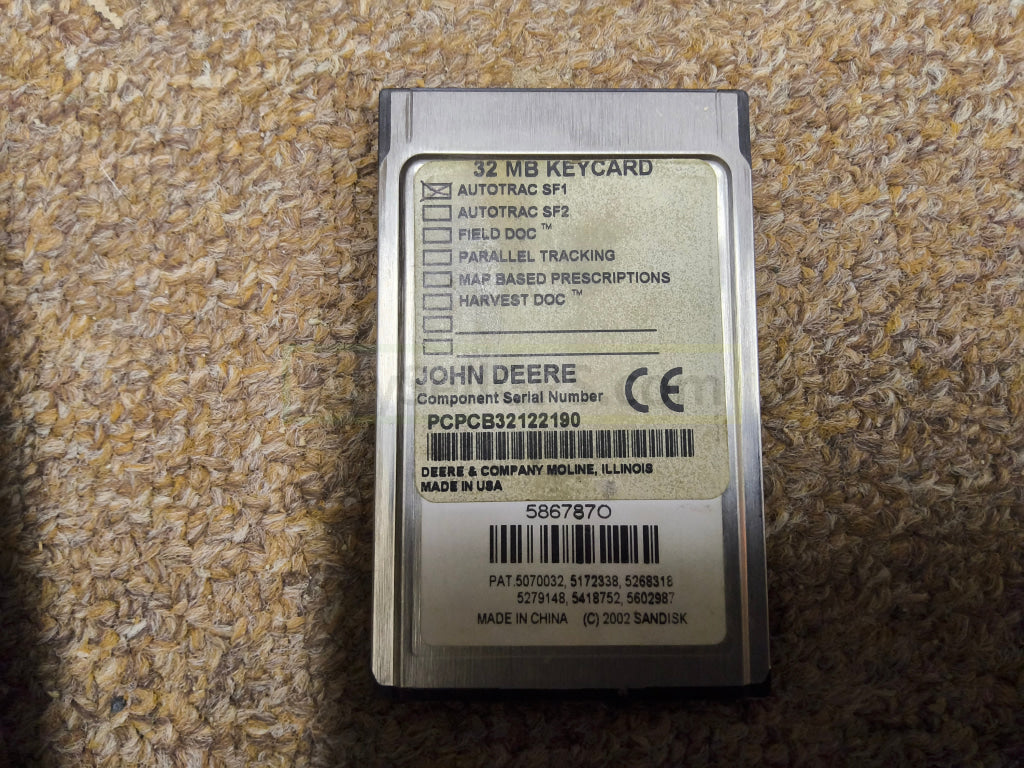 32 MB KEYCARD
AUTOTRAC SF1
AUTOTRAC SF2
FIELD DOC ™
PARALLEL TRACKING
MAP BASED PRESCRIPTIONS
HARVEST DOC ™
JOHN DEERE
Component Serial Number
CE
PCPCB32122190
DEERE & COMPANY MOLINE, ILLINOIS
MADE IN USA
5867870
PAT.5070032, 5172338, 5268318
5279148, 5418752, 5602987
MADE IN CHINA (C) 2002 SANDISK